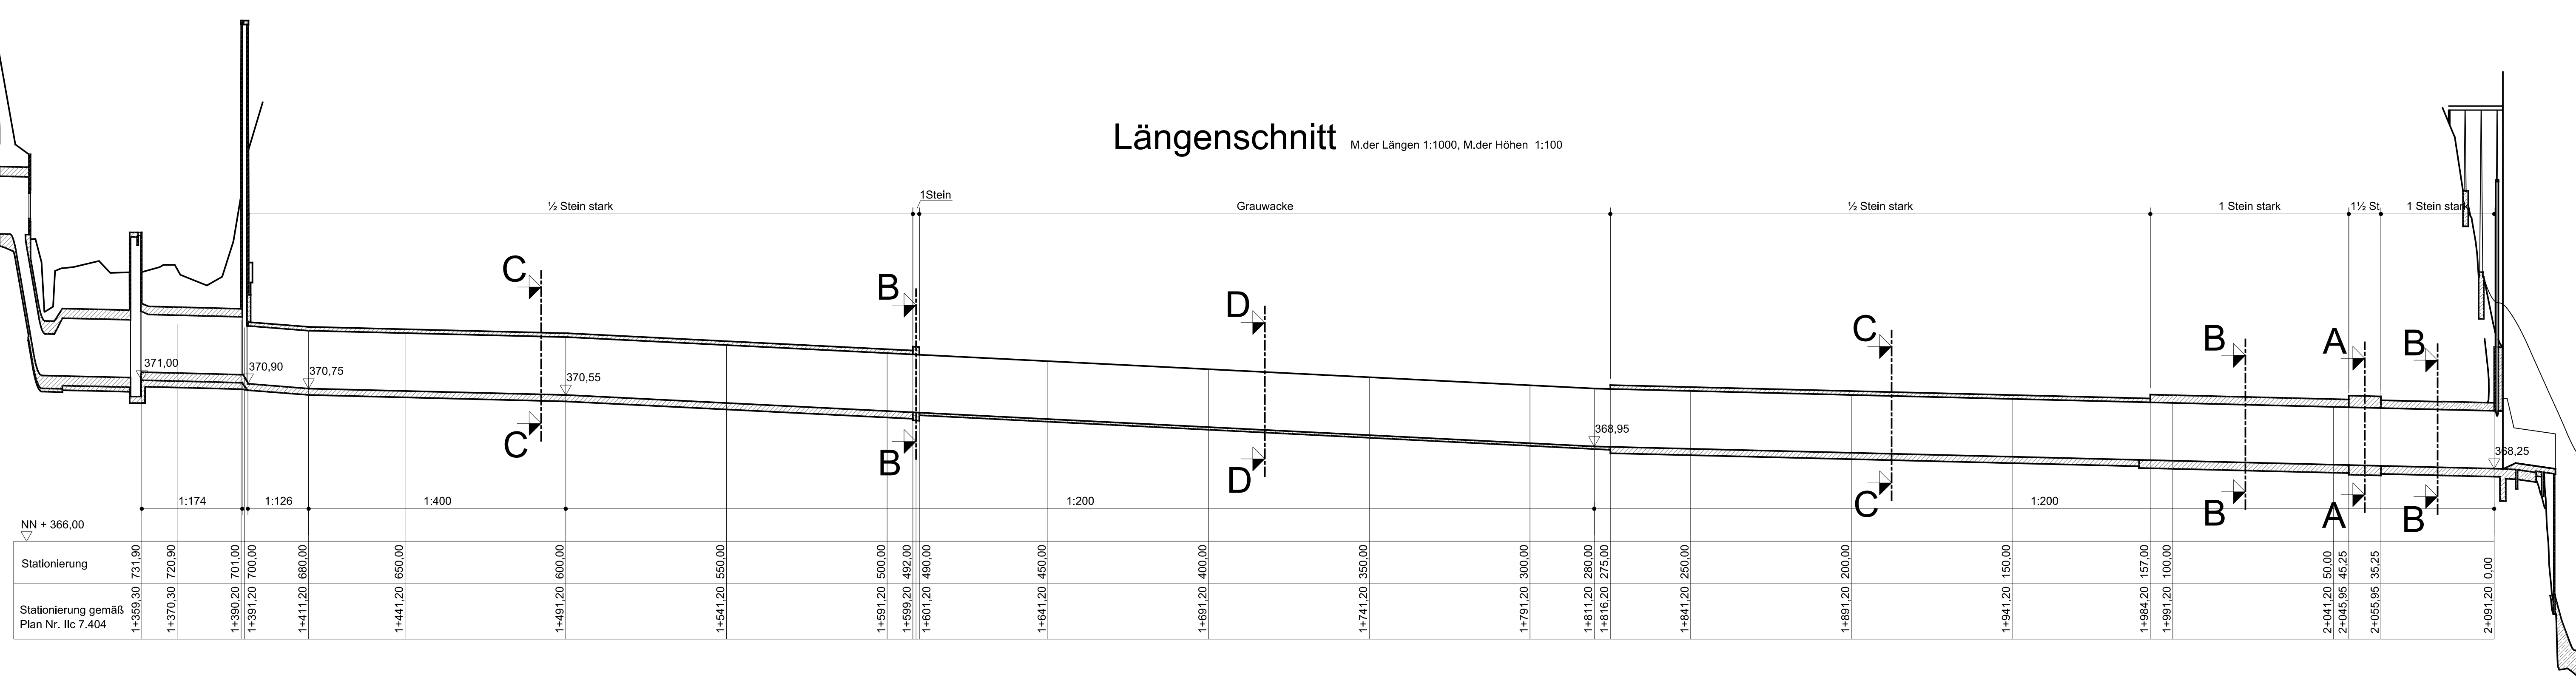 Längenschnitt M.der Längen 1:1000, M.der Höhen 1:100
1Stein
½ Stein stark
Grauwacke
½ Stein stark
1 Stein stark
1½ St
1 Stein stark
C
B
D
C
B
A
B
371,00
370,90
370,75
370,55
368,95
368,25
C
B
D
C
B
A
B
1:174
1:126
1:400
1:200
1:200
NN + 366,00
Stationierung
731,90
720,90
701,00
700,00
680,00
650,00
600,00
550,00
500,00
492,00
490,00
450,00
400,00
350,00
300,00
280,00
275,00
250,00
200,00
150,00
157,00
100,00
50,00
45,25
35,25
0,00
Stationierung gemäß
Plan Nr. IIc 7.404
1+359,30
1+370,30
1+390,20
1+391,20
1+411,20
1+441,20
1+491,20
1+541,20
1+591,20
1+599,20
1+601,20
1+641,20
1+691,20
1+741,20
1+791,20
1+811,20
1+816,20
1+841,20
1+891,20
1+941,20
1+984,20
1+991,20
2+041,20
2+045,95
2+055,95
2+091,20